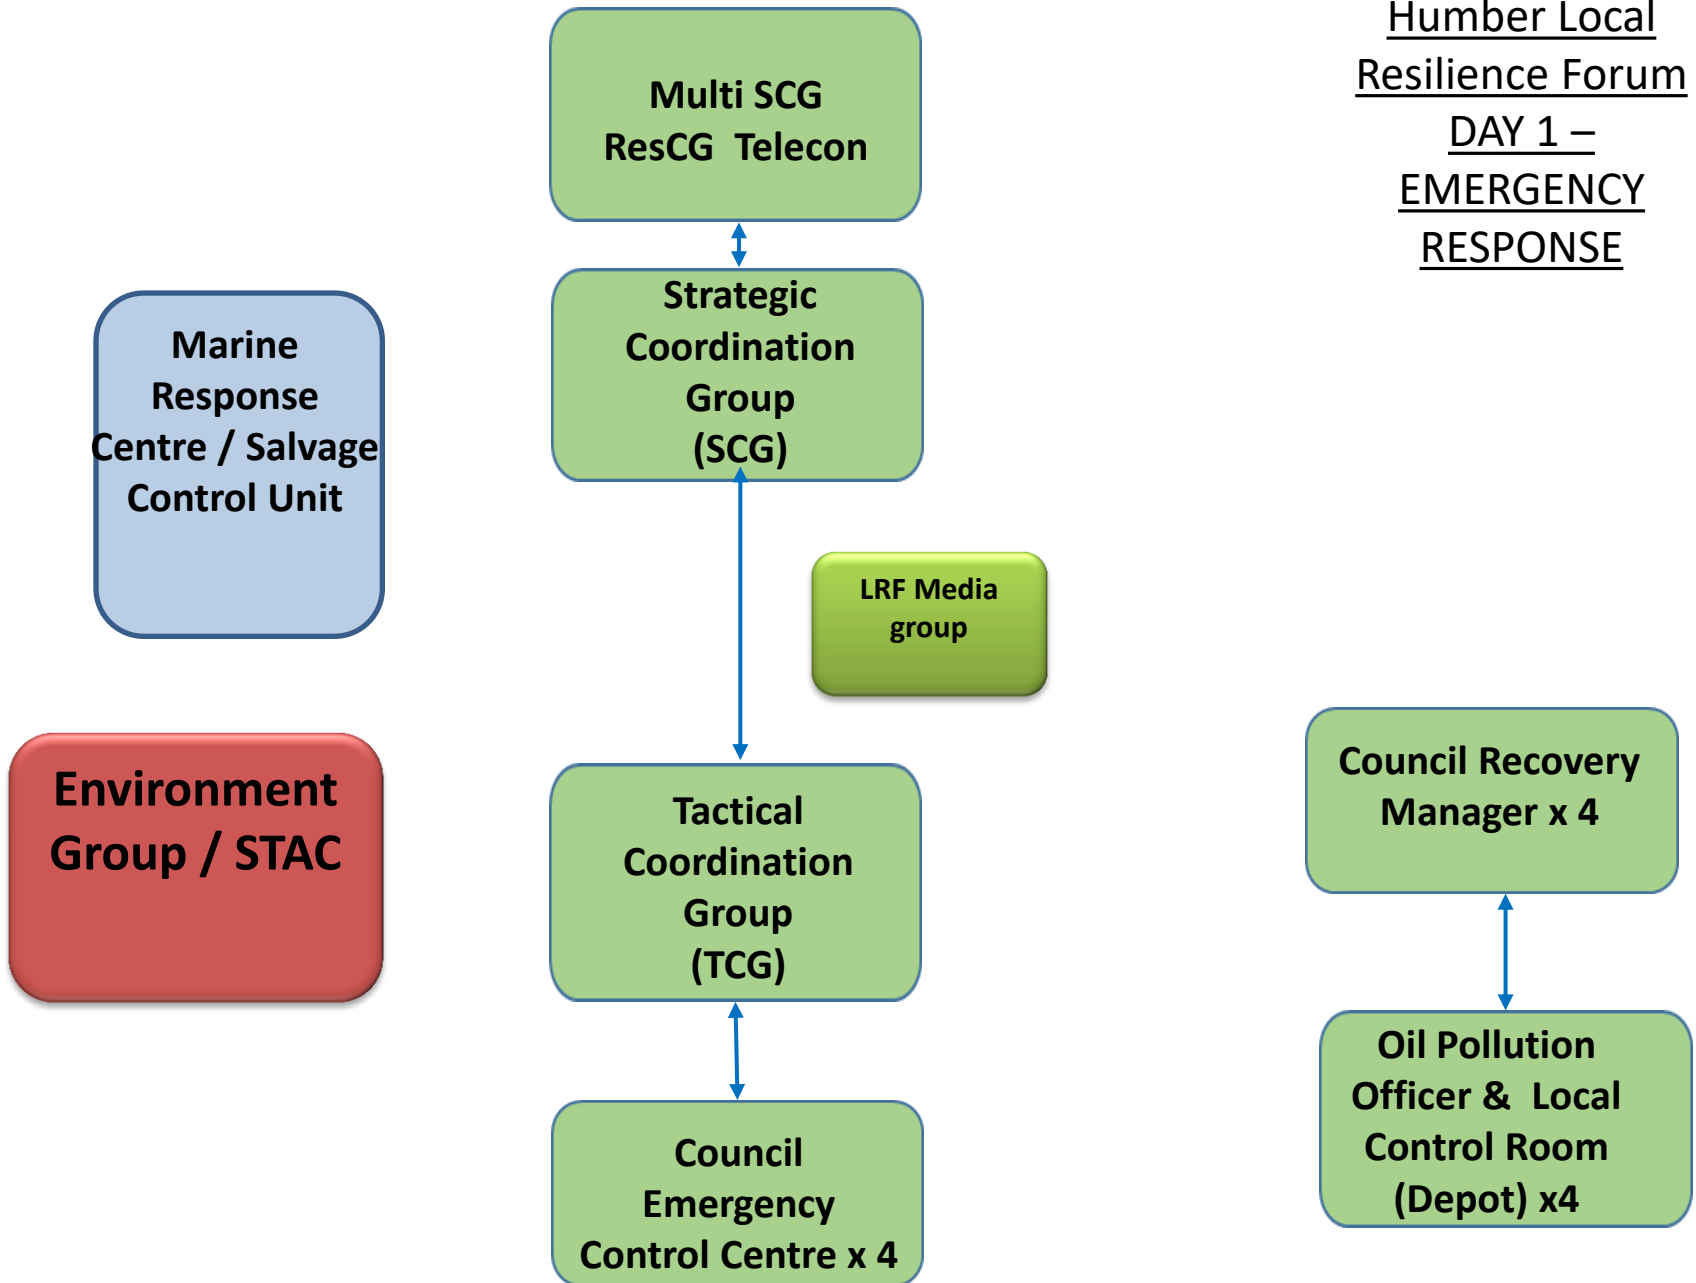 Humber Local
Resilience Forum
DAY 1 –
EMERGENCY
RESPONSE
Multi SCG
ResCG Telecon
Strategic
Coordination
Group
(SCG)
Marine
Response
Centre / Salvage
Control Unit
LRF Media
group
Environment
Group / STAC
Tactical
Coordination
Group
(TCG)
Council Recovery
Manager x 4
Oil Pollution
Officer & Local
Control Room
(Depot) x4
Council
Emergency
Control Centre x 4